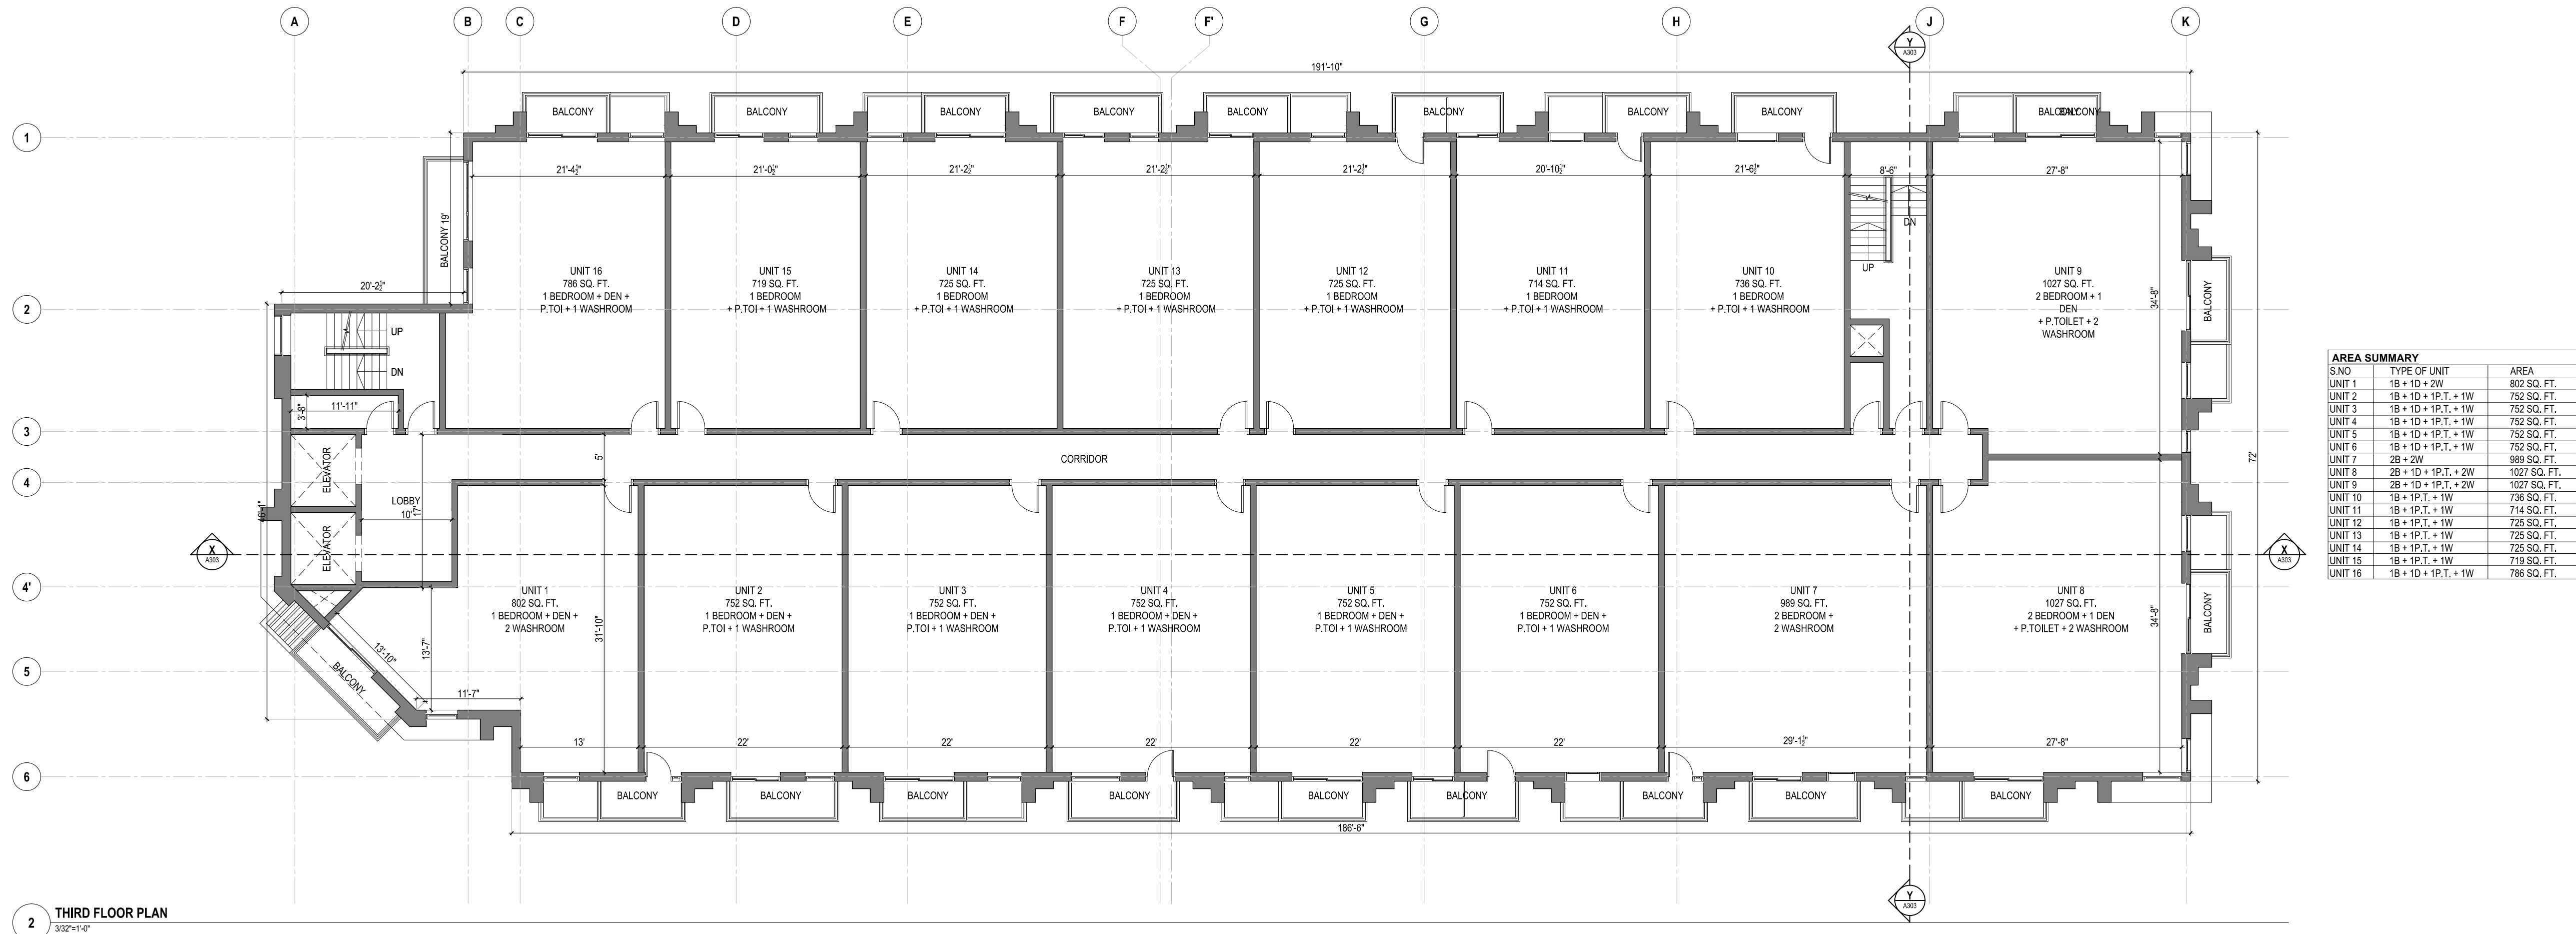 A B C D E F F' G H J K
Y
A303
191'-10"
BALCONY BALCONY BALCONY BALCONY BALCONY BALCONY BALCONY BALCONY BALCONY
1
21'-4½" 21'-0½" 21'-2½" 21'-2½" 21'-2½" 20'-10½" 21'-6½" 8'-6" 27'-8"
BALCONY 19'
DN
UP
UNIT 16
786 SQ. FT.
1 BEDROOM + DEN +
P.TOI + 1 WASHROOM
UNIT 15
719 SQ. FT.
1 BEDROOM
+ P.TOI + 1 WASHROOM
UNIT 14
725 SQ. FT.
1 BEDROOM
+ P.TOI + 1 WASHROOM
UNIT 13
725 SQ. FT.
1 BEDROOM
+ P.TOI + 1 WASHROOM
UNIT 12
725 SQ. FT.
1 BEDROOM
+ P.TOI + 1 WASHROOM
UNIT 11
714 SQ. FT.
1 BEDROOM
+ P.TOI + 1 WASHROOM
UNIT 10
736 SQ. FT.
1 BEDROOM
+ P.TOI + 1 WASHROOM
UNIT 9
1027 SQ. FT.
2 BEDROOM + 1
DEN
+ P.TOILET + 2
WASHROOM
34'-8"
BALCONY
20'-2½"
2
UP
DN
11'-11"
3'-8"
3
ELEVATOR
5'
CORRIDOR
72'
4
LOBBY
10'
17'
46'-1"
ELEVATOR
X
A303
X
A303
4'
UNIT 1
802 SQ. FT.
1 BEDROOM + DEN +
2 WASHROOM
UNIT 2
752 SQ. FT.
1 BEDROOM + DEN +
P.TOI + 1 WASHROOM
UNIT 3
752 SQ. FT.
1 BEDROOM + DEN +
P.TOI + 1 WASHROOM
UNIT 4
752 SQ. FT.
1 BEDROOM + DEN +
P.TOI + 1 WASHROOM
UNIT 5
752 SQ. FT.
1 BEDROOM + DEN +
P.TOI + 1 WASHROOM
UNIT 6
752 SQ. FT.
1 BEDROOM + DEN +
P.TOI + 1 WASHROOM
UNIT 7
989 SQ. FT.
2 BEDROOM +
2 WASHROOM
UNIT 8
1027 SQ. FT.
2 BEDROOM + 1 DEN
+ P.TOILET + 2 WASHROOM
34'-8"
BALCONY
31'-10"
13'-7"
13'-10"
BALCONY
5
11'-7"
13' 22' 22' 22' 22' 22' 29'-1½" 27'-8"
6
BALCONY BALCONY BALCONY BALCONY BALCONY BALCONY BALCONY BALCONY BALCONY
186'-6"
Y
A303
2 THIRD FLOOR PLAN
3/32"=1'-0"
AREA SUMMARY
S.NO TYPE OF UNIT AREA
UNIT 1 1B + 1D + 2W 802 SQ. FT.
UNIT 2 1B + 1D + 1P.T. + 1W 752 SQ. FT.
UNIT 3 1B + 1D + 1P.T. + 1W 752 SQ. FT.
UNIT 4 1B + 1D + 1P.T. + 1W 752 SQ. FT.
UNIT 5 1B + 1D + 1P.T. + 1W 752 SQ. FT.
UNIT 6 1B + 1D + 1P.T. + 1W 752 SQ. FT.
UNIT 7 2B + 2W 989 SQ. FT.
UNIT 8 2B + 1D + 1P.T. + 2W 1027 SQ. FT.
UNIT 9 2B + 1D + 1P.T. + 2W 1027 SQ. FT.
UNIT 10 1B + 1P.T. + 1W 736 SQ. FT.
UNIT 11 1B + 1P.T. + 1W 714 SQ. FT.
UNIT 12 1B + 1P.T. + 1W 725 SQ. FT.
UNIT 13 1B + 1P.T. + 1W 725 SQ. FT.
UNIT 14 1B + 1P.T. + 1W 725 SQ. FT.
UNIT 15 1B + 1P.T. + 1W 719 SQ. FT.
UNIT 16 1B + 1D + 1P.T. + 1W 786 SQ. FT.